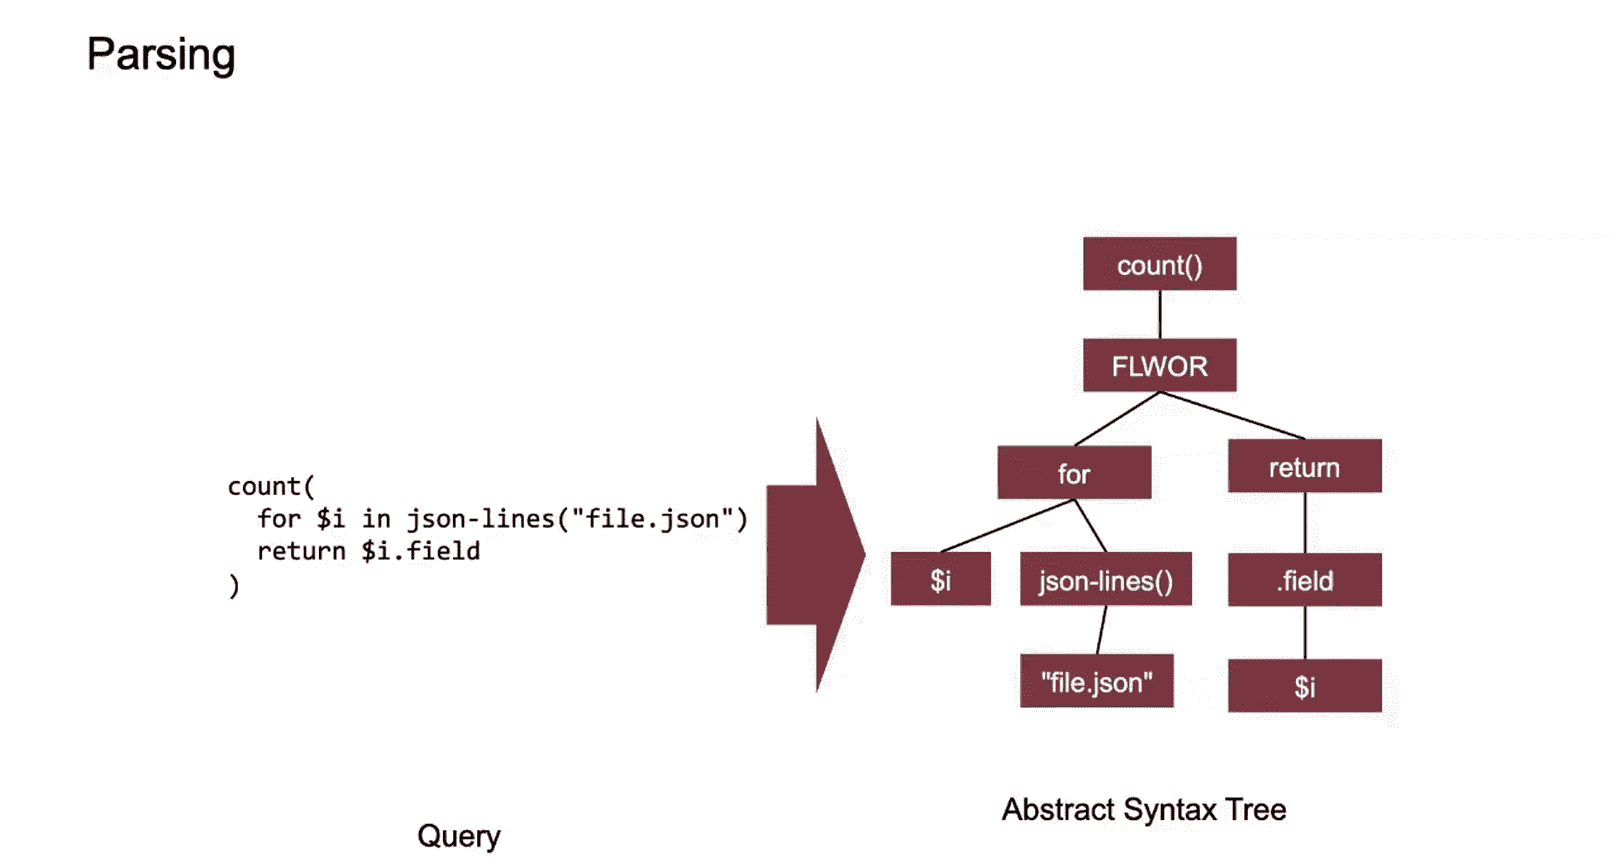 Parsing
count(
for $i in json-lines("file.json")
return $i.field
)
Query
count()
FLWOR
for
return
$i
json-lines()
.field
"file.json"
$i
Abstract Syntax Tree